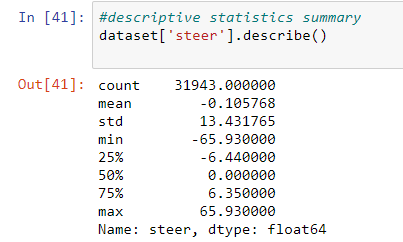 In [41]: #descriptive statistics summary
dataset['steer'].describe()
Out[41]: count    31943.000000
mean        -0.105768
std         13.431765
min        -65.930000
25%         -6.440000
50%          0.000000
75%          6.350000
max         65.930000
Name: steer, dtype: float64